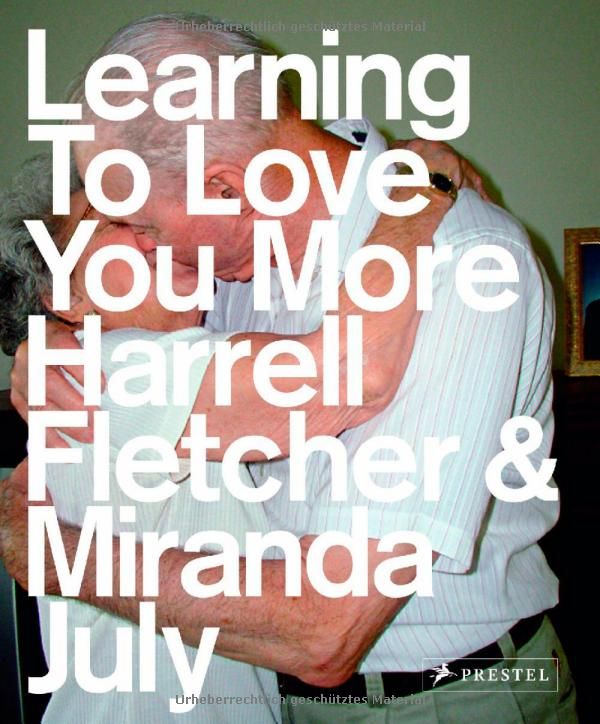 Urheberrechtlich geschütztes Material
Learning
To Love
You More
Harrell
Fletcher &
Miranda
July
PRESTEL
Urheberrechtlich geschütztes Material